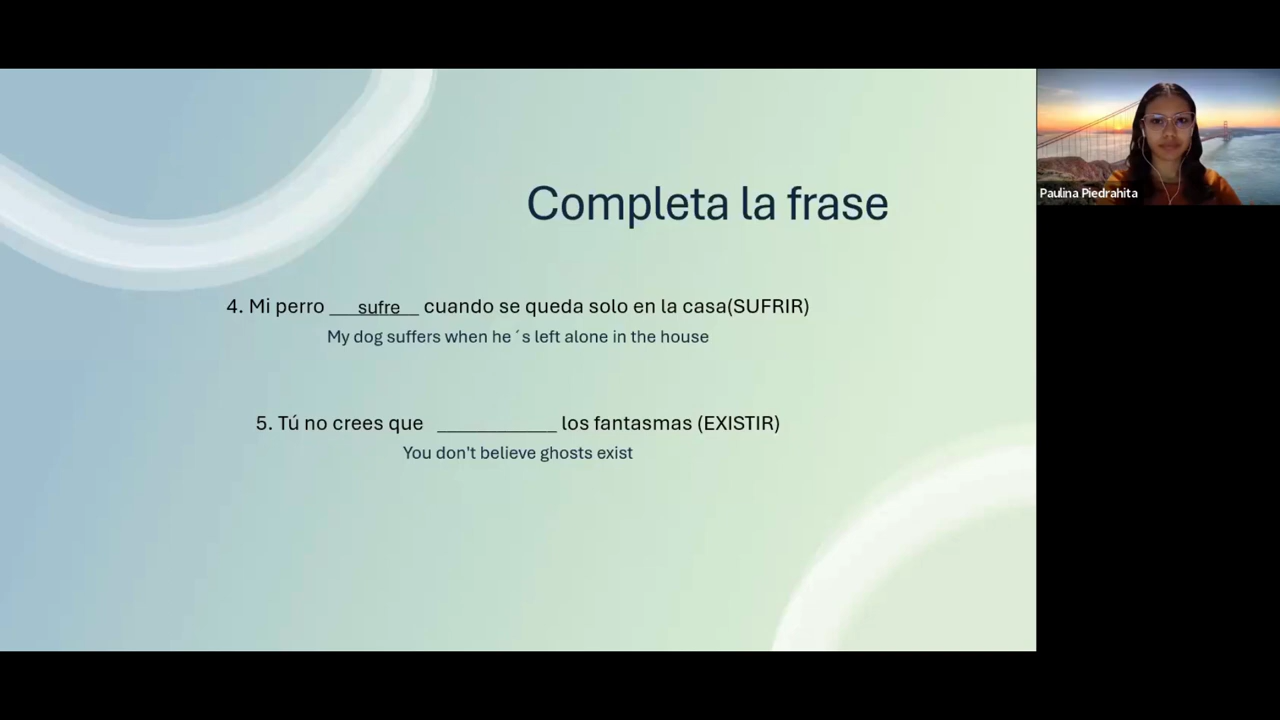 Completa la frase
4. Mi perro ___sufre__ cuando se queda solo en la casa(SUFRIR)
My dog suffers when he ´s left alone in the house
5. Tú no crees que ____________ los fantasmas (EXISTIR)
You don't believe ghosts exist
Paulina Piedrahita